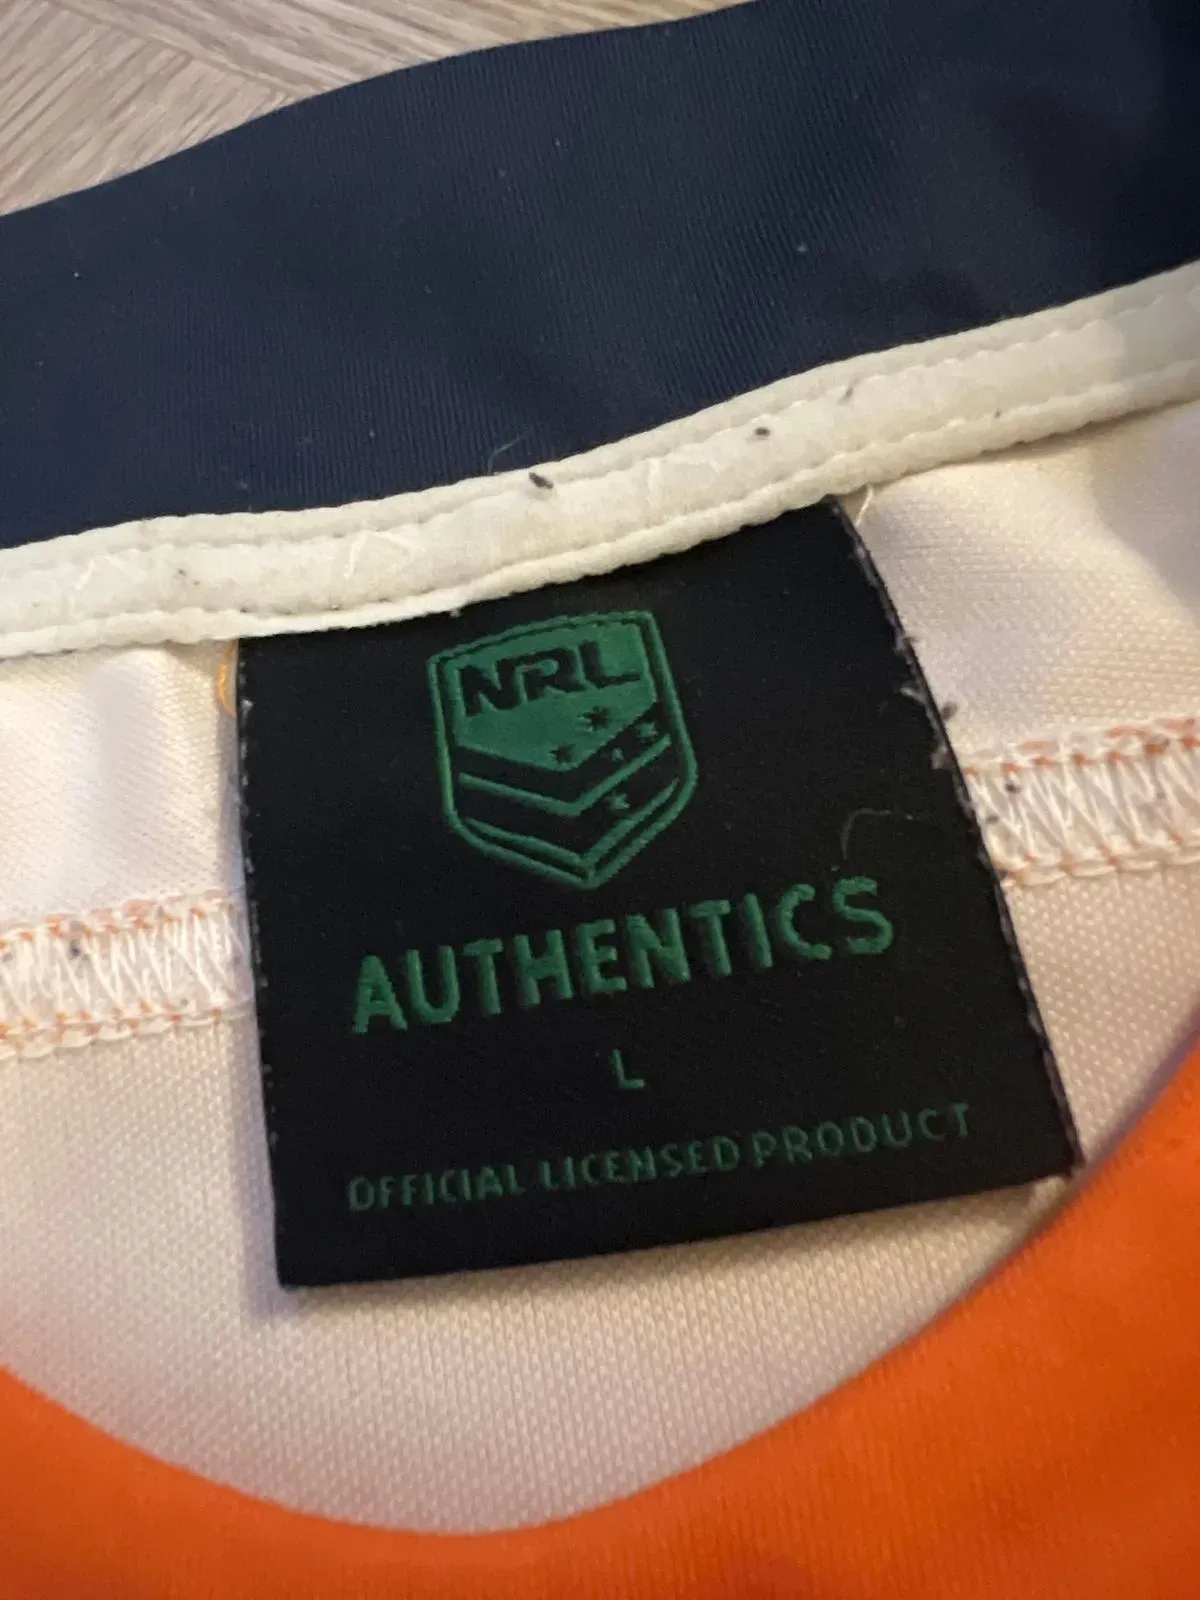 NRL
AUTHENTICS
L
OFFICIAL LICENSED PRODUCT